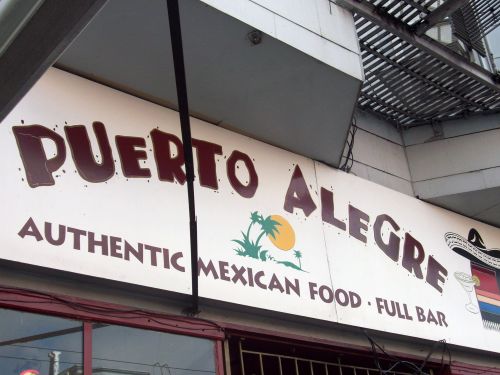 PUERTO ALEGRE
AUTHENTIC MEXICAN FOOD · FULL BAR